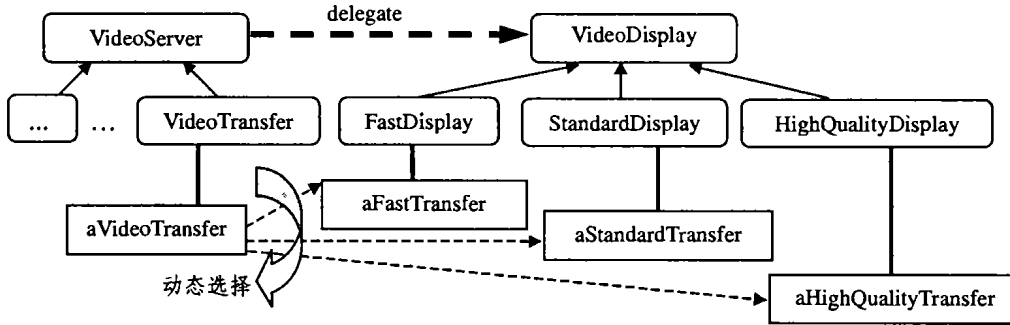 delegate
VideoServer
VideoDisplay
...
...
VideoTransfer
FastDisplay
StandardDisplay
HighQualityDisplay
aFastTransfer
aVideoTransfer
aStandardTransfer
动态选择
aHighQualityTransfer